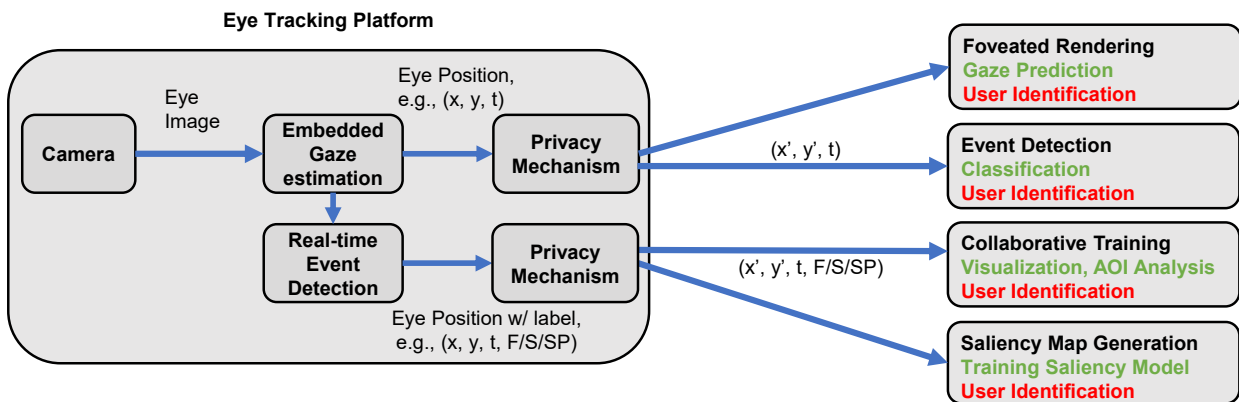 Eye Tracking Platform
Camera
Eye
Image
Embedded
Gaze
estimation
Eye Position,
e.g., (x, y, t)
Privacy
Mechanism
Real-time
Event
Detection
Eye Position w/ label,
e.g., (x, y, t, F/S/SP)
Privacy
Mechanism
(x’, y’, t)
(x’, y’, t, F/S/SP)
Foveated Rendering
Gaze Prediction
User Identification
Event Detection
Classification
User Identification
Collaborative Training
Visualization, AOI Analysis
User Identification
Saliency Map Generation
Training Saliency Model
User Identification